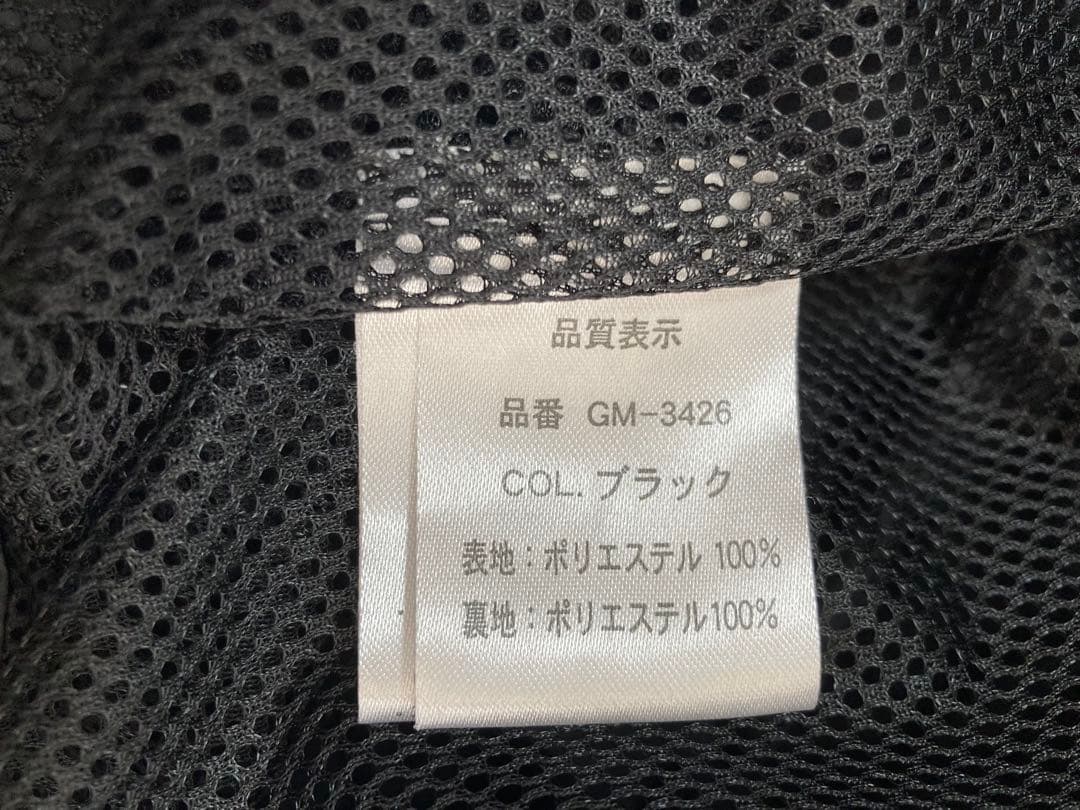 品質表示
品番 GM-3426
COL.ブラック
表地:ポリエステル 100%
裏地:ポリエステル100%